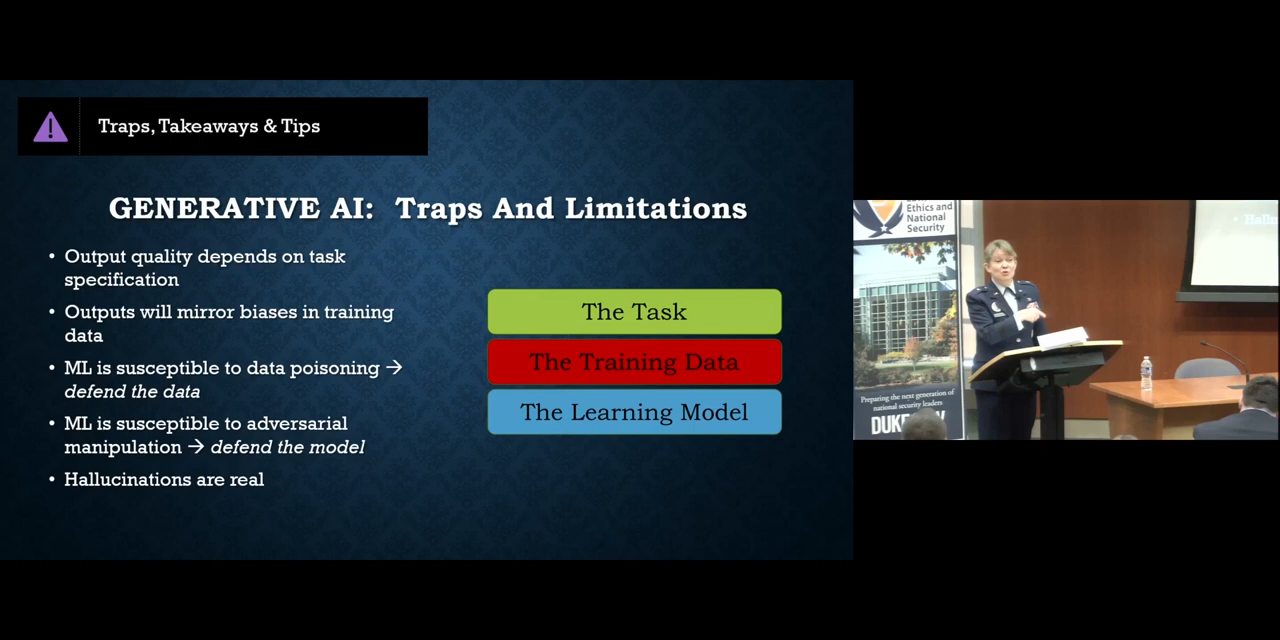 Traps, Takeaways & Tips
GENERATIVE AI: Traps And Limitations
• Output quality depends on task
specification
• Outputs will mirror biases in training
data
• ML is susceptible to data poisoning →
defend the data
• ML is susceptible to adversarial
manipulation → defend the model
• Hallucinations are real
The Task
The Training Data
The Learning Model
Ethics and
National
Security
Preparing the next generation of
national security leaders